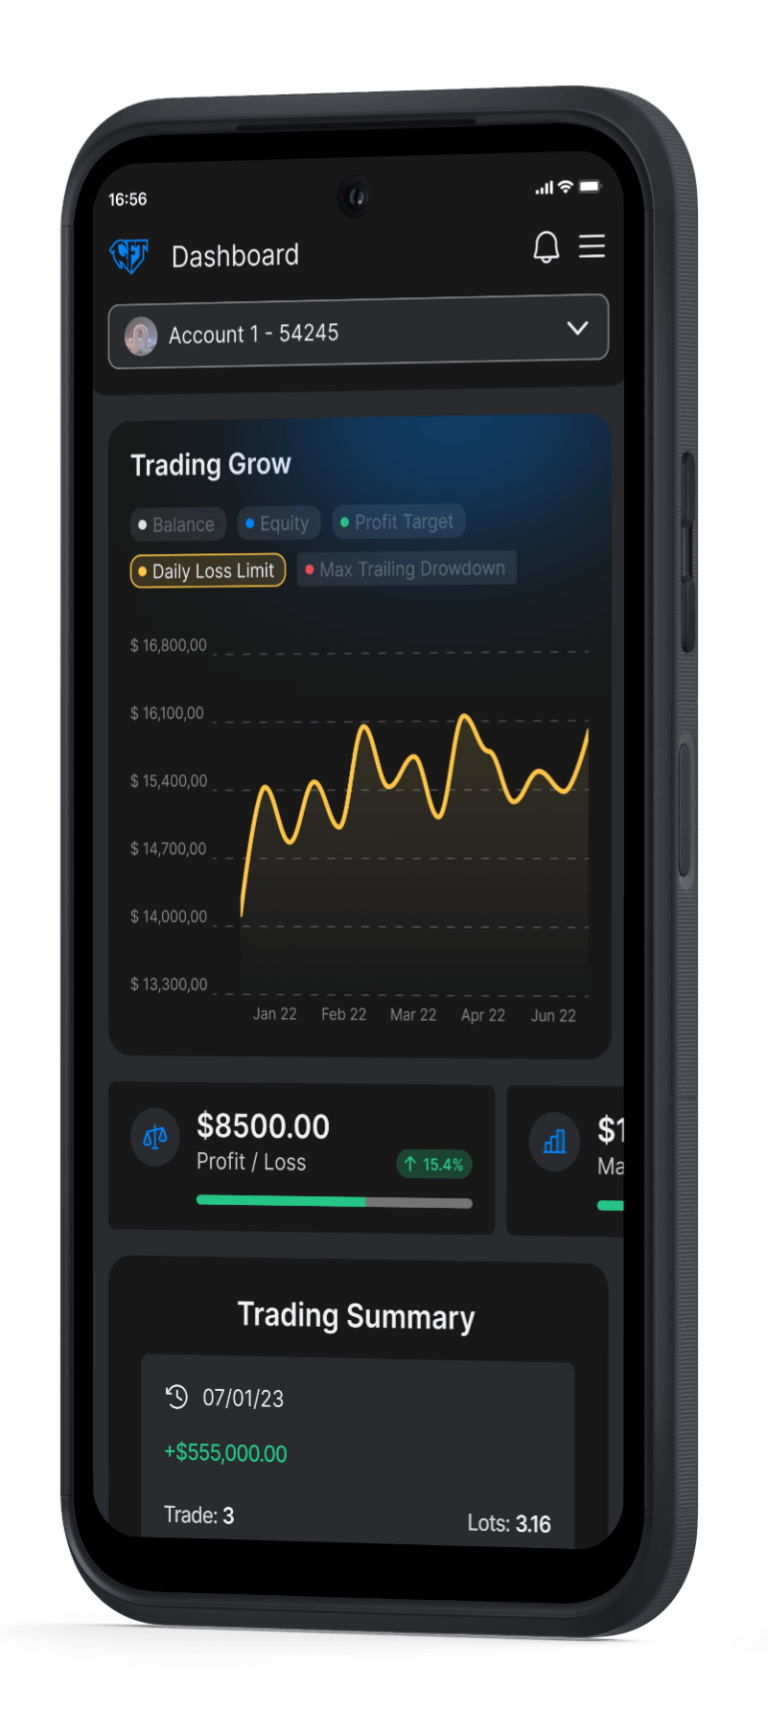 16:56
CFT Dashboard
Account 1 - 54245
Trading Grow
Balance Equity Profit Target
Daily Loss Limit Max Trailing Drowdown
$ 16,800,00
$ 16,100,00
$ 15,400,00
$ 14,700,00
$ 14,000,00
$ 13,300,00
Jan 22 Feb 22 Mar 22 Apr 22 Jun 22
$8500.00
Profit / Loss
15.4%
$1
Ma
Trading Summary
07/01/23
+$555,000.00
Trade: 3
Lots: 3.16